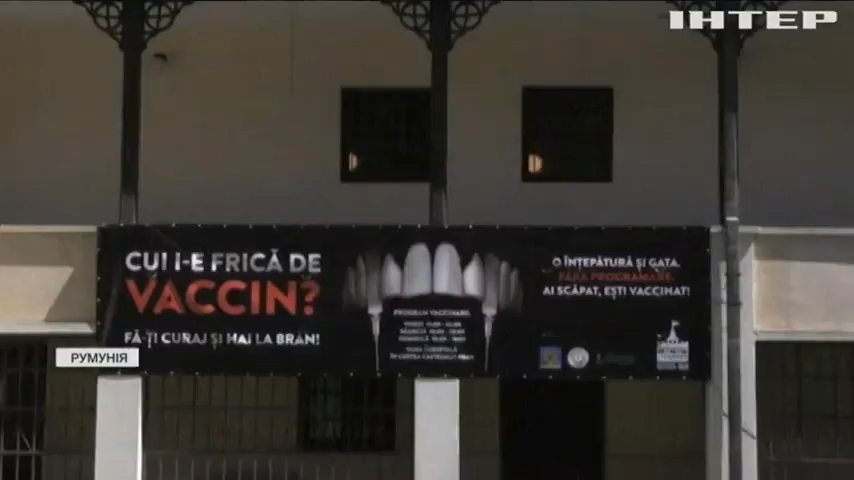 ІНТЕР
CUI I-E FRICĂ DE
VACCIN?
FĂ-ȚI CURAJ ȘI HAI LA BRAN!
PROGRAM VACCINARE:
O ÎNȚEPĂTURĂ ȘI GATA.
FĂRĂ PROGRAMARE.
AI SCĂPAT, EȘTI VACCINAT!
РУМУНІЯ